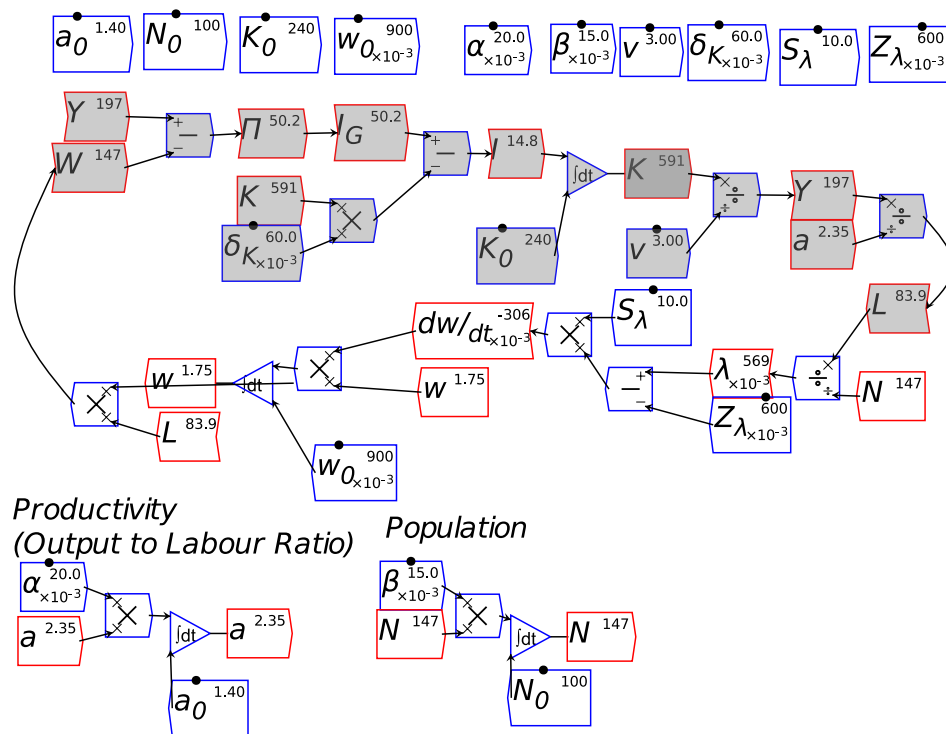 a0 1.40
N0 100
K0 240
w0×10-3 900
α×10-3 20.0
β×10-3 15.0
v 3.00
δK×10-3 60.0
Sλ 10.0
Zλ×10-3 600
Y 197
W 147
+
−
−
Π 50.2
IG 50.2
+
−
−
I 14.8
∫dt
K 591
×
÷
÷
Y 197
a 2.35
×
÷
÷
K 591
δK×10-3 60.0
×
×
×
K0 240
v 3.00
L 83.9
dw/dt×10-3 -306
×
×
×
Sλ 10.0
w 1.75
∫dt
×
×
×
w 1.75
+
−
−
λ×10-3 569
Zλ×10-3 600
×
÷
÷
N 147
×
×
×
L 83.9
w0×10-3 900
Productivity
(Output to Labour Ratio)
Population
α×10-3 20.0
a 2.35
×
×
×
∫dt
a 2.35
a0 1.40
β×10-3 15.0
N 147
×
×
×
∫dt
N 147
N0 100